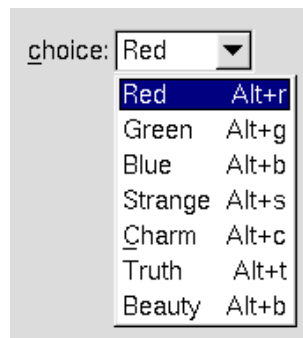 choice: Red
Red Alt+r
Green Alt+g
Blue Alt+b
Strange Alt+s
Charm Alt+c
Truth Alt+t
Beauty Alt+b